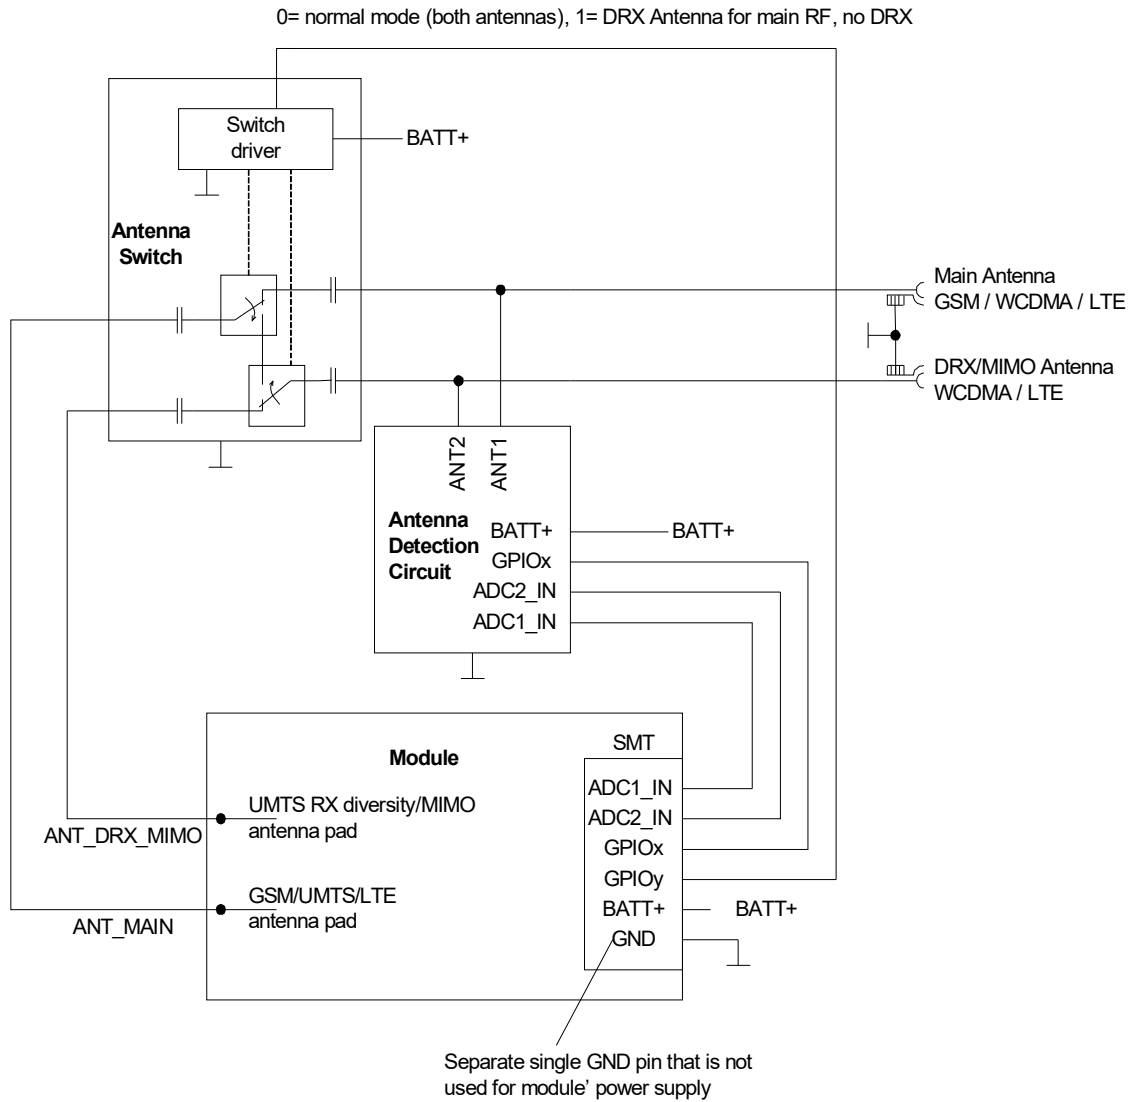 0= normal mode (both antennas), 1= DRX Antenna for main RF, no DRX
Switch
driver
BATT+
Antenna
Switch
Main Antenna
GSM / WCDMA / LTE
DRX/MIMO Antenna
WCDMA / LTE
ANT2
ANT1
Antenna
Detection
Circuit
BATT+
BATT+
GPIOx
ADC2_IN
ADC1_IN
Module
SMT
ADC1_IN
ADC2_IN
GPIOx
GPIOy
BATT+
BATT+
GND
UMTS RX diversity/MIMO
antenna pad
ANT_DRX_MIMO
GSM/UMTS/LTE
antenna pad
ANT_MAIN
Separate single GND pin that is not
used for module’ power supply